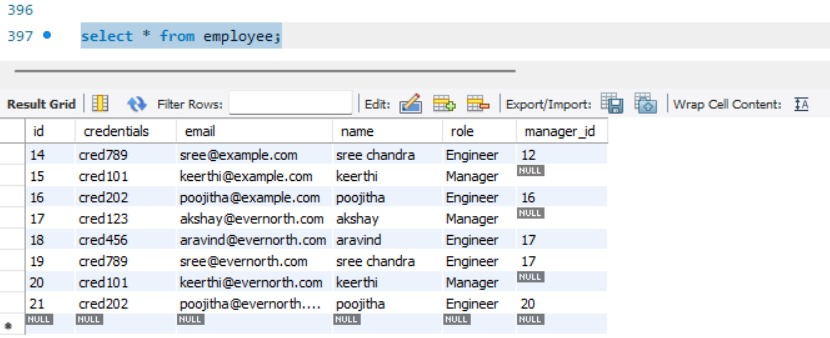 396
397 select * from employee;
Result Grid Filter Rows: Edit: Export/Import: Wrap Cell Content: IA
id credentials email name role manager_id
14 cred789 sree@example.com sree chandra Engineer 12
15 cred101 keerthi@example.com keerthi Manager NULL
16 cred202 poojitha@example.com poojitha Engineer 16
17 cred123 akshay@evernorth.com akshay Manager NULL
18 cred456 aravind@evernorth.com aravind Engineer 17
19 cred789 sree@evernorth.com sree chandra Engineer 17
20 cred101 keerthi@evernorth.com keerthi Manager NULL
21 cred202 poojitha@evernorth.... poojitha Engineer 20
* NULL NULL NULL NULL NULL NULL